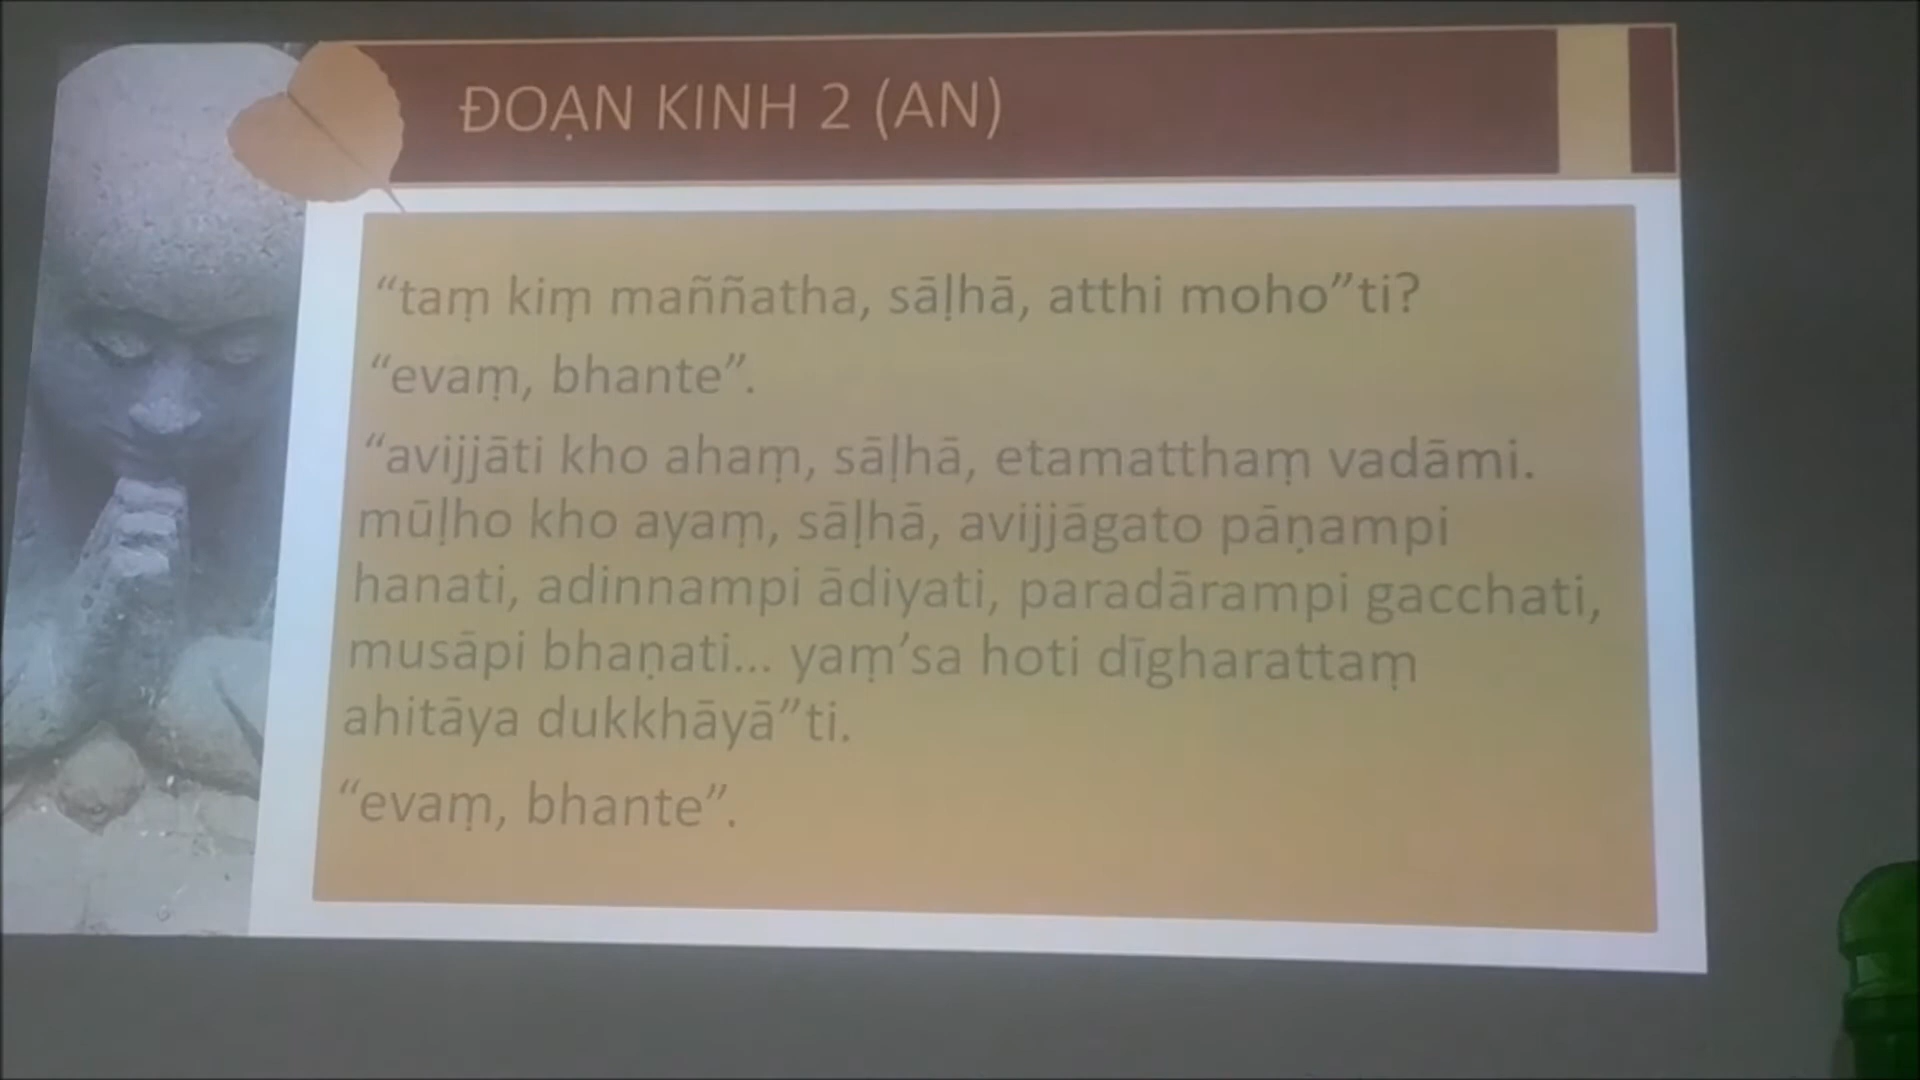 ĐOẠN KINH 2 (AN)
“taṃ kiṃ maññatha, sāḷhā, atthi moho”ti?
“evaṃ, bhante”.
“avijjāti kho ahaṃ, sāḷhā, etamatthaṃ vadāmi.
mūḷho kho ayaṃ, sāḷhā, avijjāgato pāṇampi
hanati, adinnampi ādiyati, paradārampi gacchati,
musāpi bhaṇati... yaṃ’sa hoti dīgharattaṃ
ahitāya dukkhāyā”ti.
“evaṃ, bhante”.